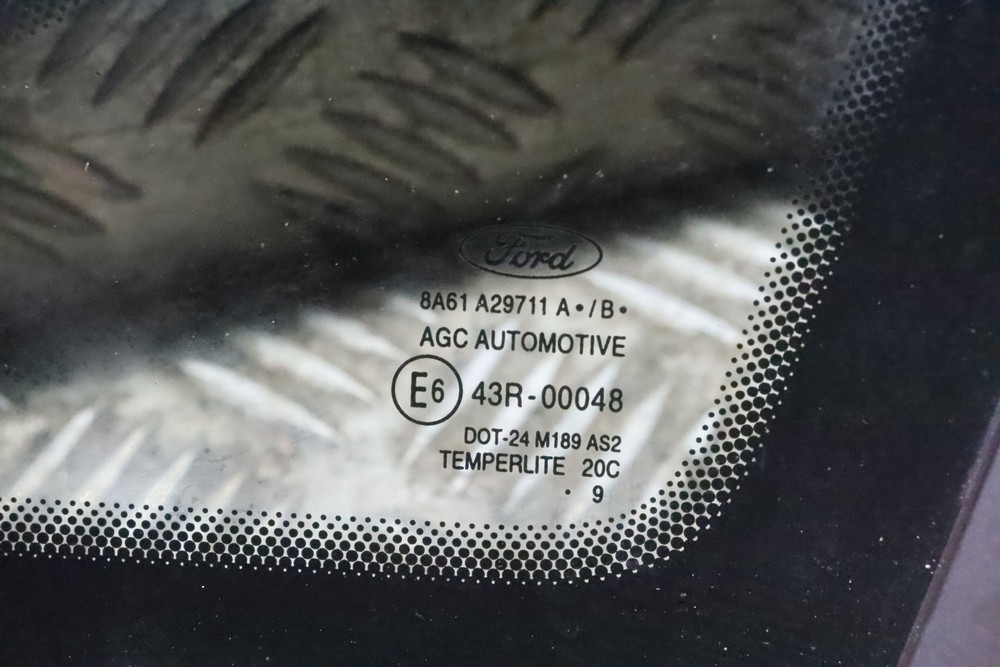 Ford
8A61 A29711 A•/B•
AGC AUTOMOTIVE
E6 43R-00048
DOT-24 M189 AS2
TEMPERLITE 20C
• 9